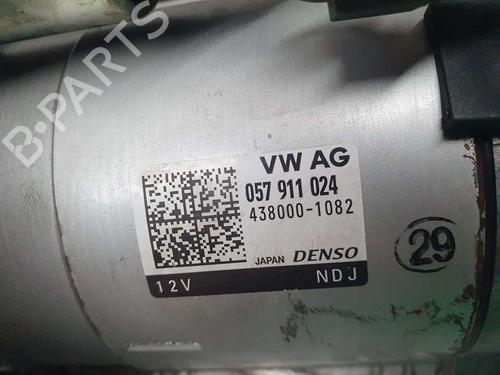 B-PARTS
VW AG
057 911 024
438000-1082
JAPAN DENSO
12V NDJ
29